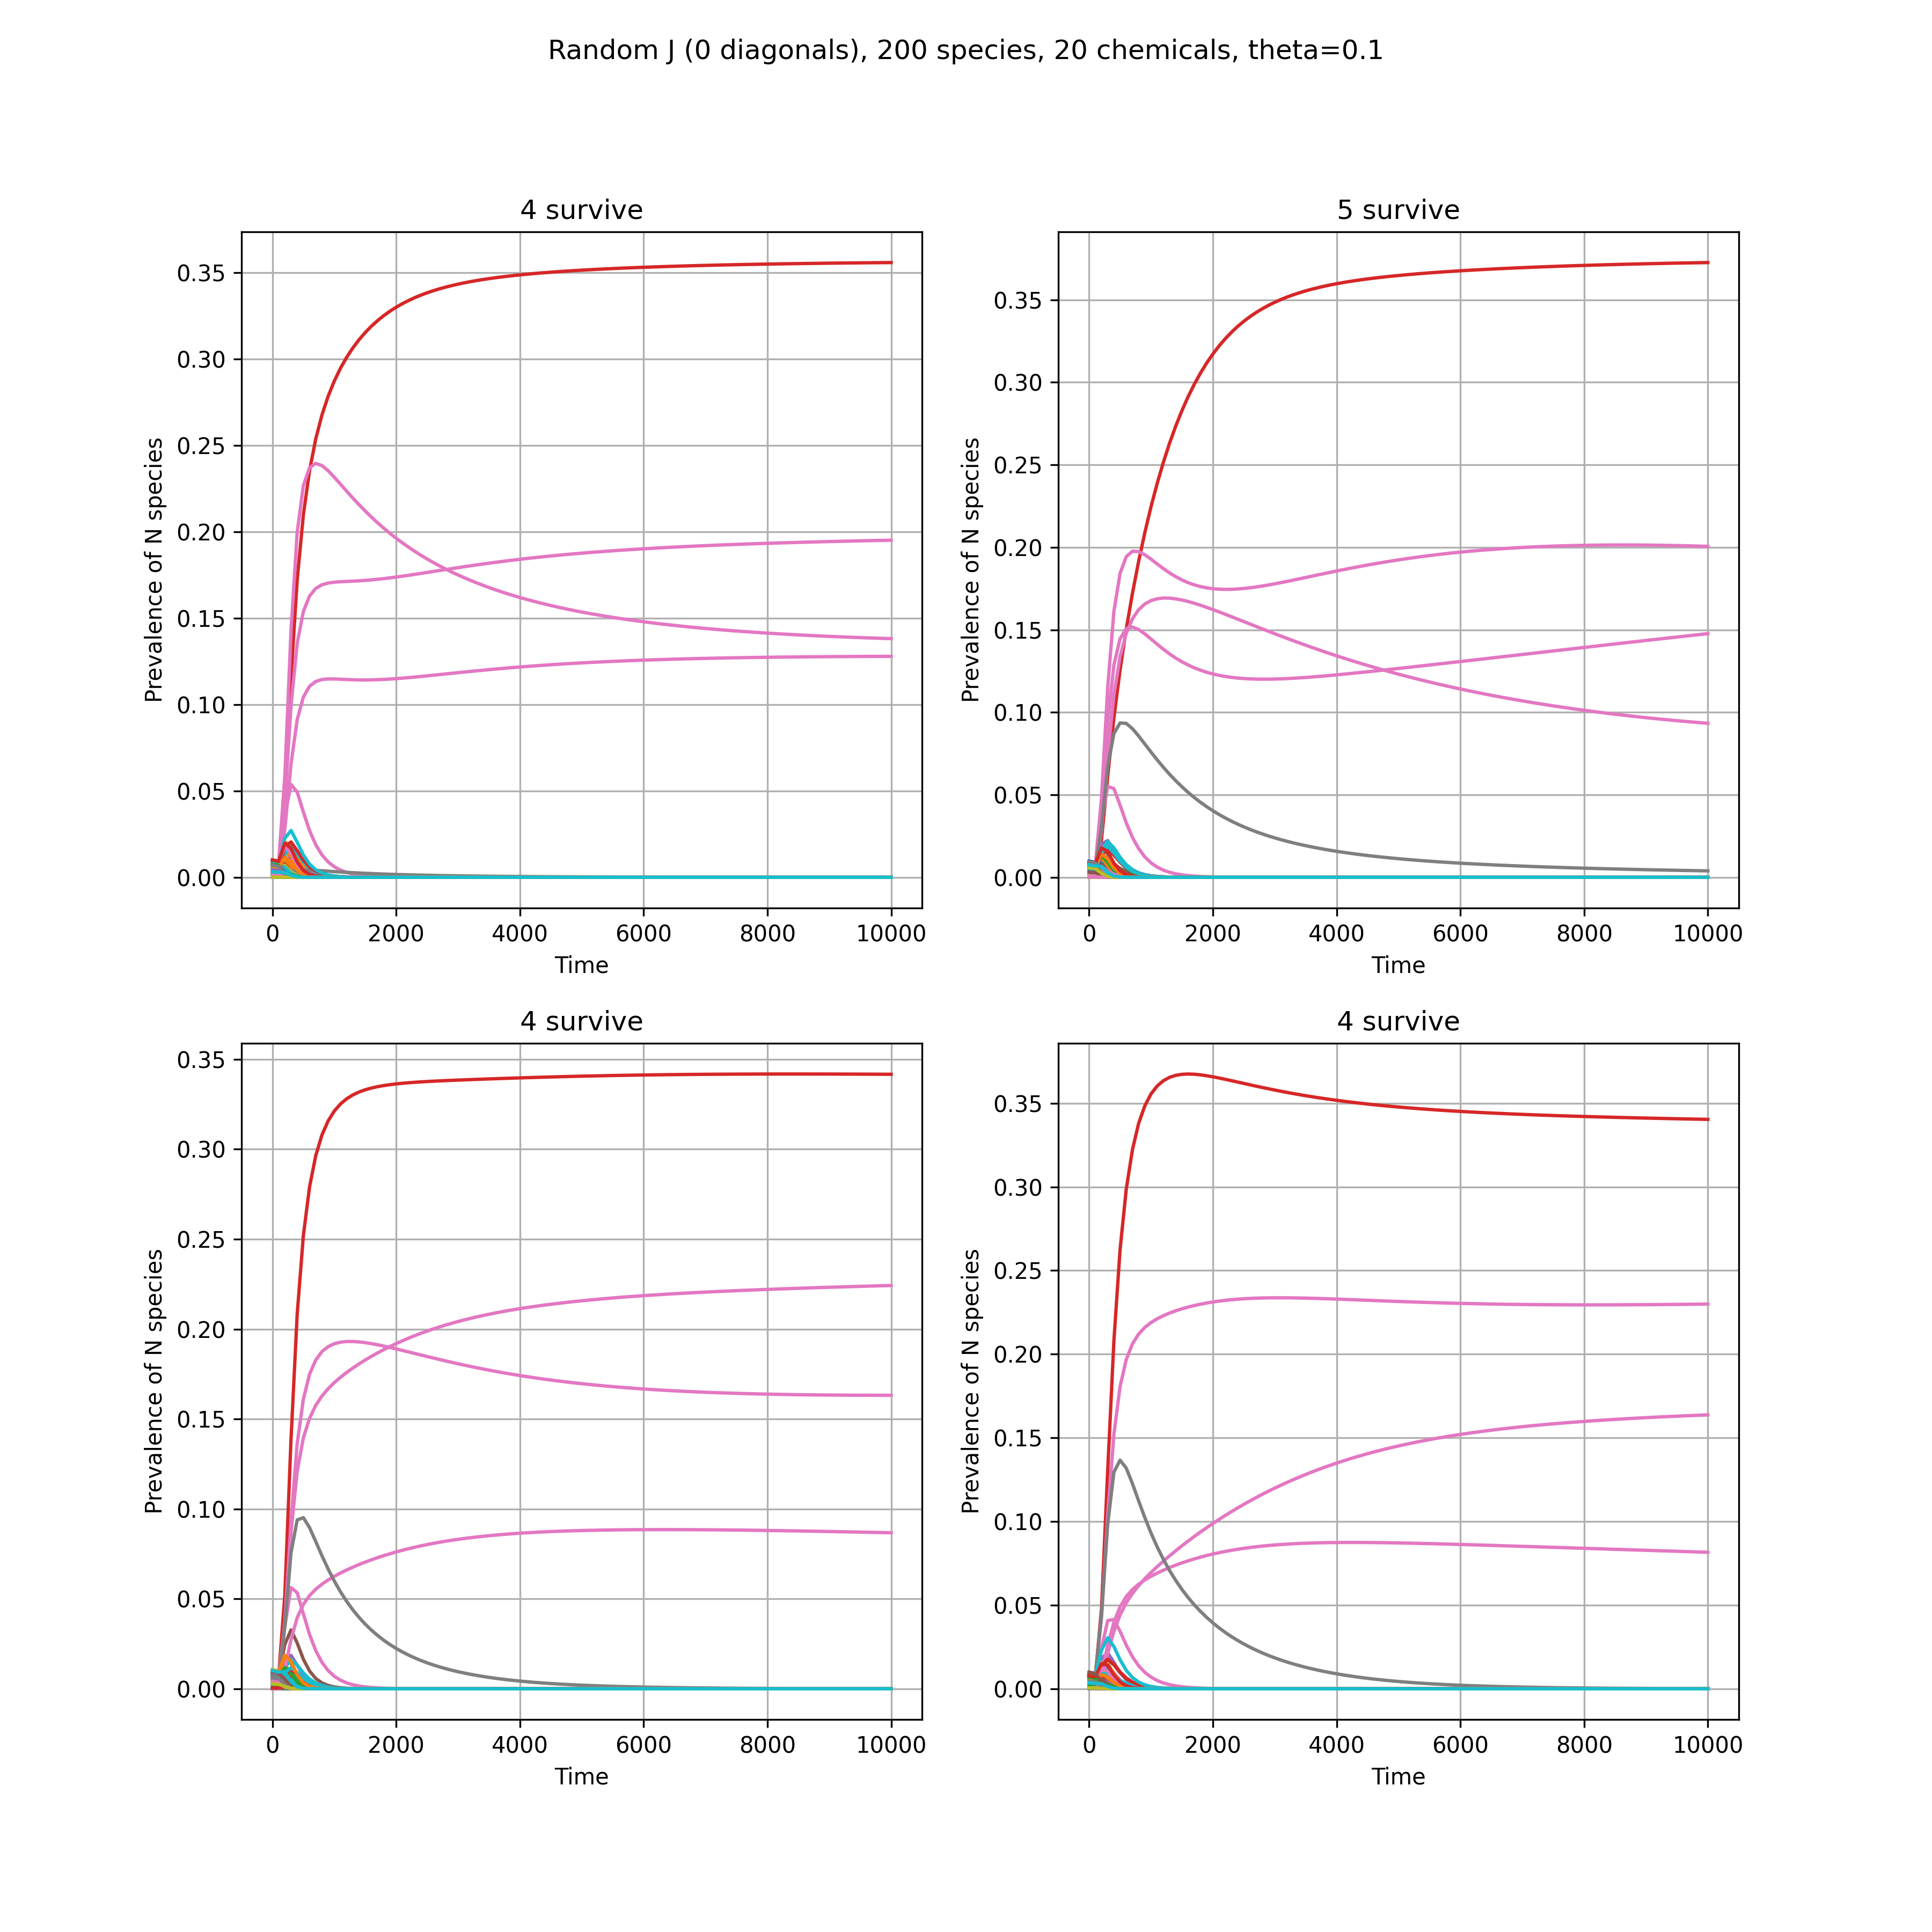 Random J (0 diagonals), 200 species, 20 chemicals, theta=0.1
4 survive
0.35
0.30
0.25
0.20
0.15
0.10
0.05
0.00
Prevalence of N species
0 2000 4000 6000 8000 10000
Time
5 survive
0.35
0.30
0.25
0.20
0.15
0.10
0.05
0.00
Prevalence of N species
0 2000 4000 6000 8000 10000
Time
4 survive
0.35
0.30
0.25
0.20
0.15
0.10
0.05
0.00
Prevalence of N species
0 2000 4000 6000 8000 10000
Time
4 survive
0.35
0.30
0.25
0.20
0.15
0.10
0.05
0.00
Prevalence of N species
0 2000 4000 6000 8000 10000
Time